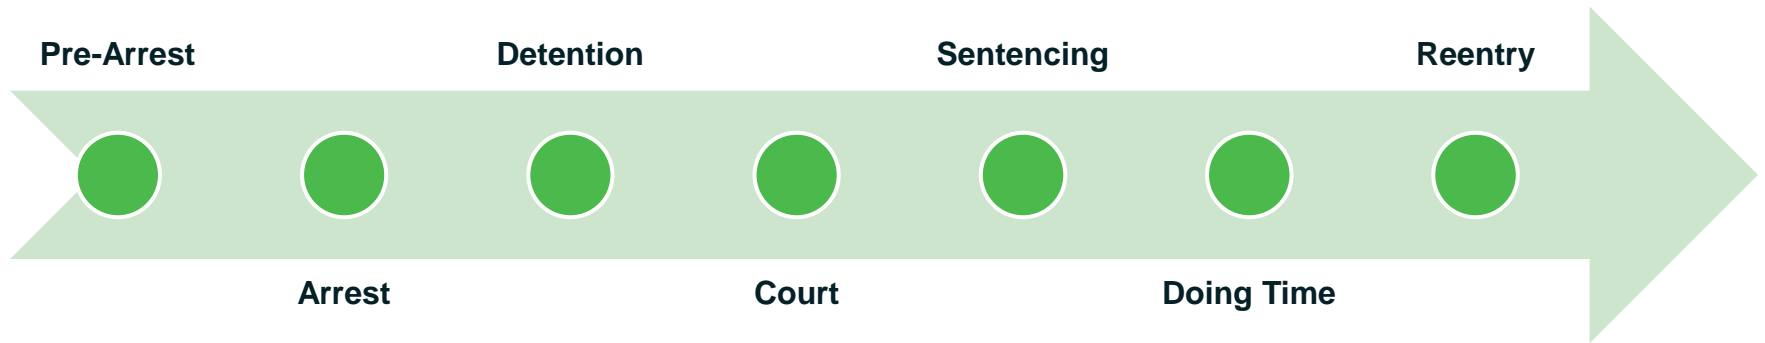 Pre-Arrest
Arrest
Detention
Court
Sentencing
Doing Time
Reentry